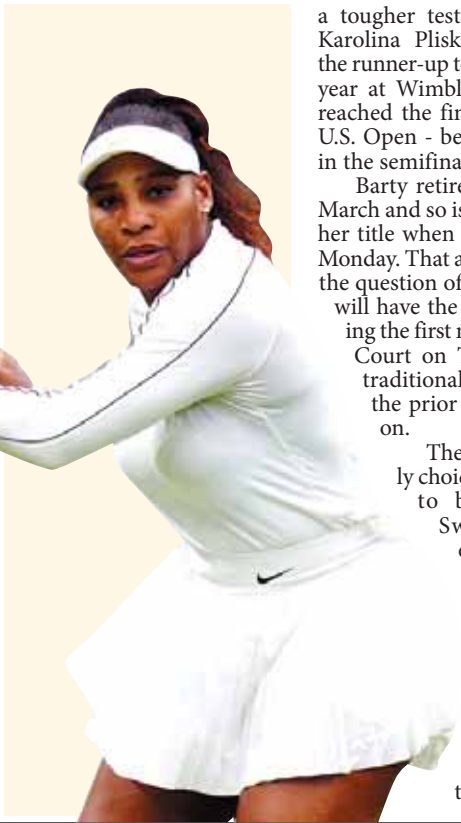 a tougher test
Karolina Plisk
the runner-up t
year at Wimbl
reached the fin
U.S. Open - be
in the semifina
Barty retire
March and so is
her title when
Monday. That a
the question of
will have the
ing the first
Court on T
traditional
the prior
on.
The
ly choic
to b
Sw
t